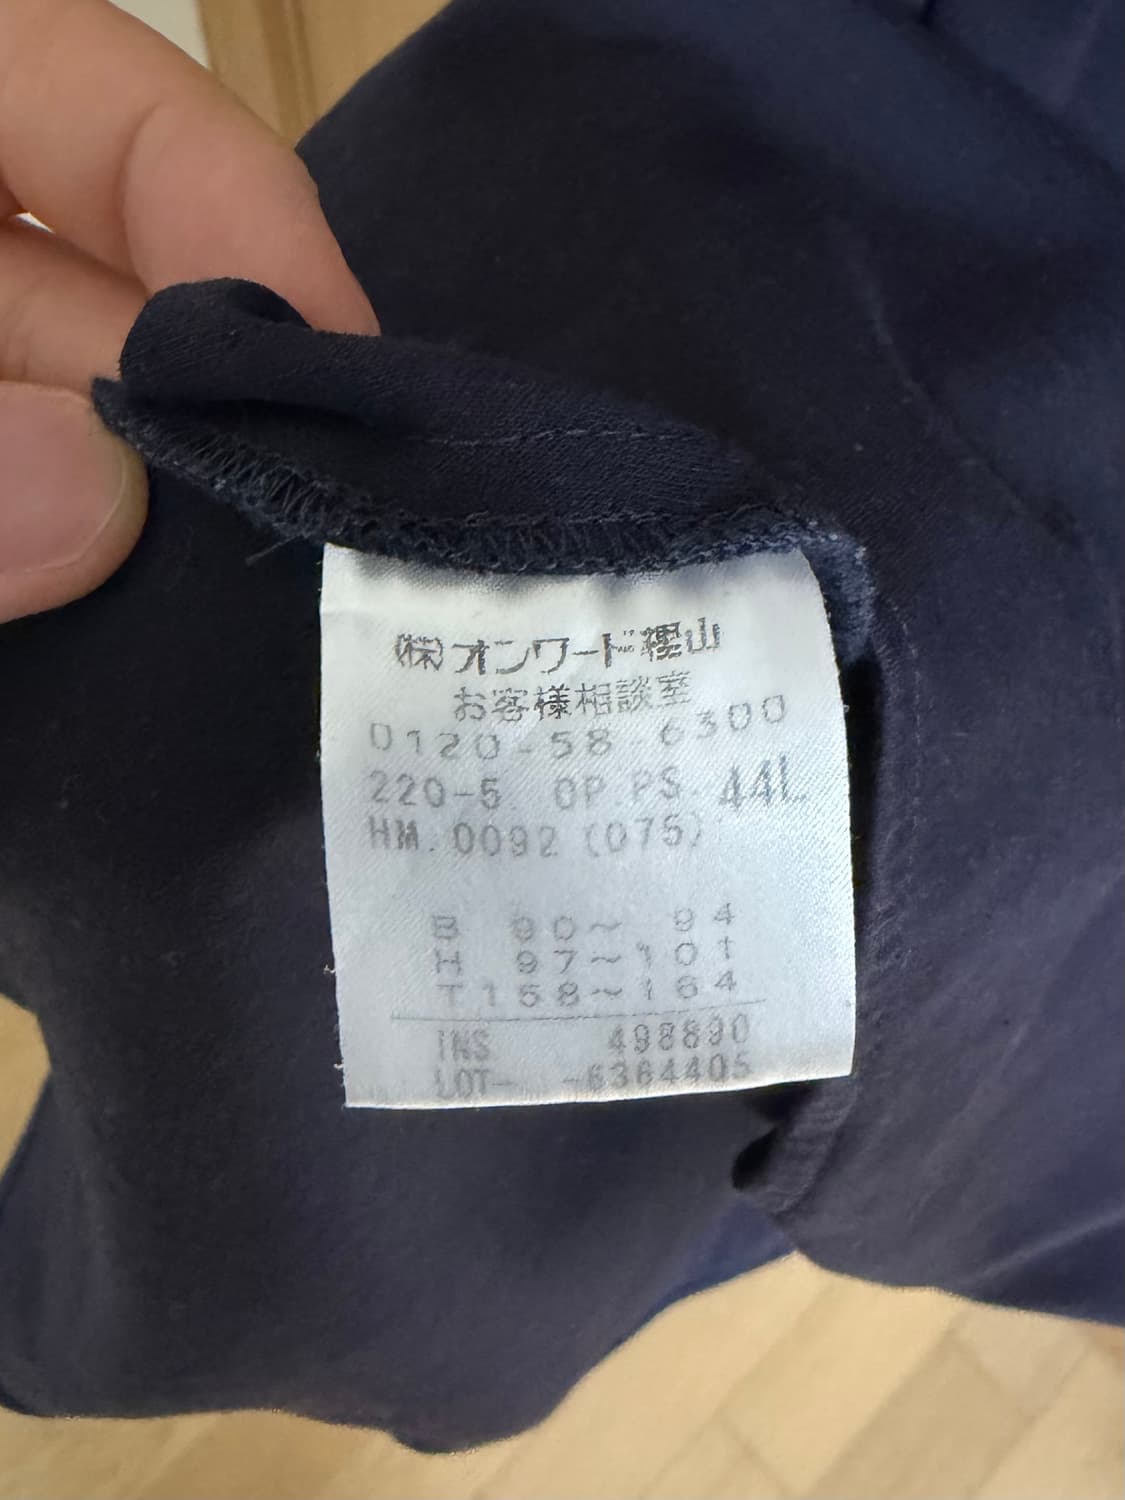 (株)オンワード樫山
お客様相談室
0120-58-6300
220-5. OP.PS. 44L
HM. 0092 (075)
B 90~ 94
H 97~101
T158~164
INS 498890
LOT- -6364405